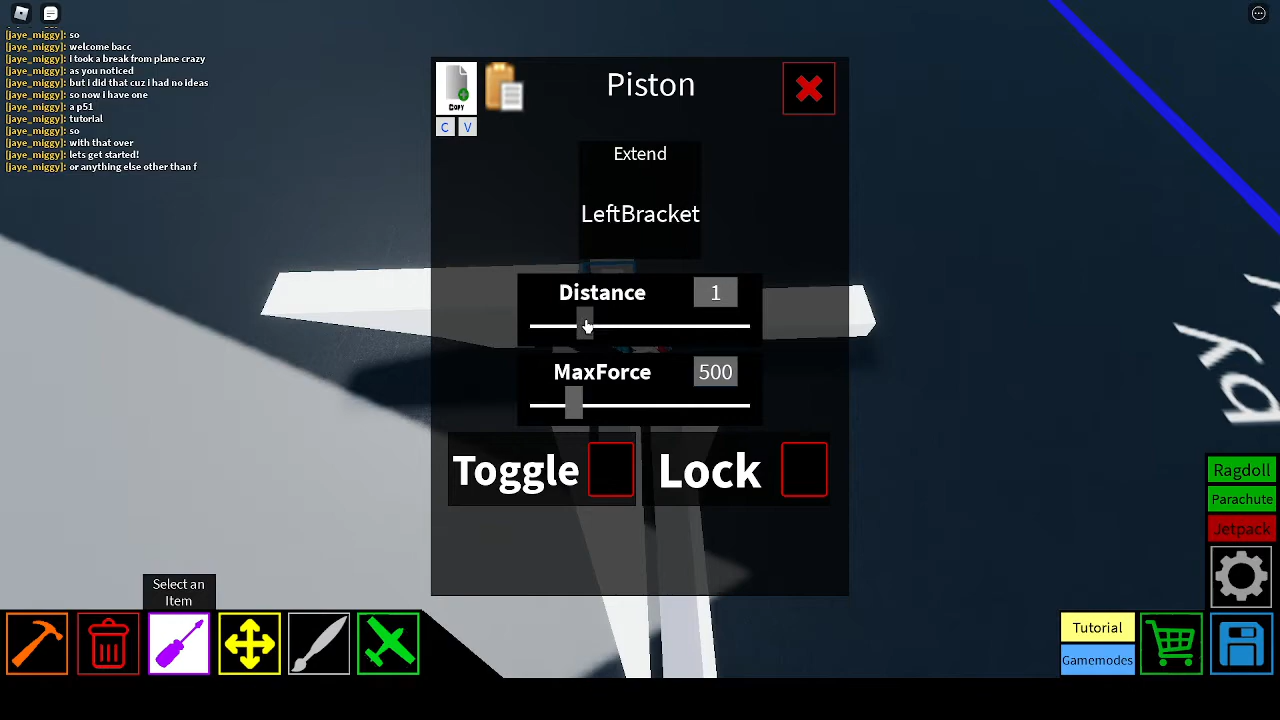 [jaye_miggy]: so
[jaye_miggy]: welcome bacc
[jaye_miggy]: I took a break from plane crazy
[jaye_miggy]: as you noticed
[jaye_miggy]: but I did that cuz I had no ideas
[jaye_miggy]: so now I have one
[jaye_miggy]: a p51
[jaye_miggy]: tutorial
[jaye_miggy]: so
[jaye_miggy]: with that over
[jaye_miggy]: lets get started!
[jaye_miggy]: or anything else other than f
Piston
COPY
C V
Extend
LeftBracket
Distance 1
MaxForce 500
Toggle Lock
Ragdoll
Parachute
Jetpack
Select an
Item
Tutorial
Gamemodes